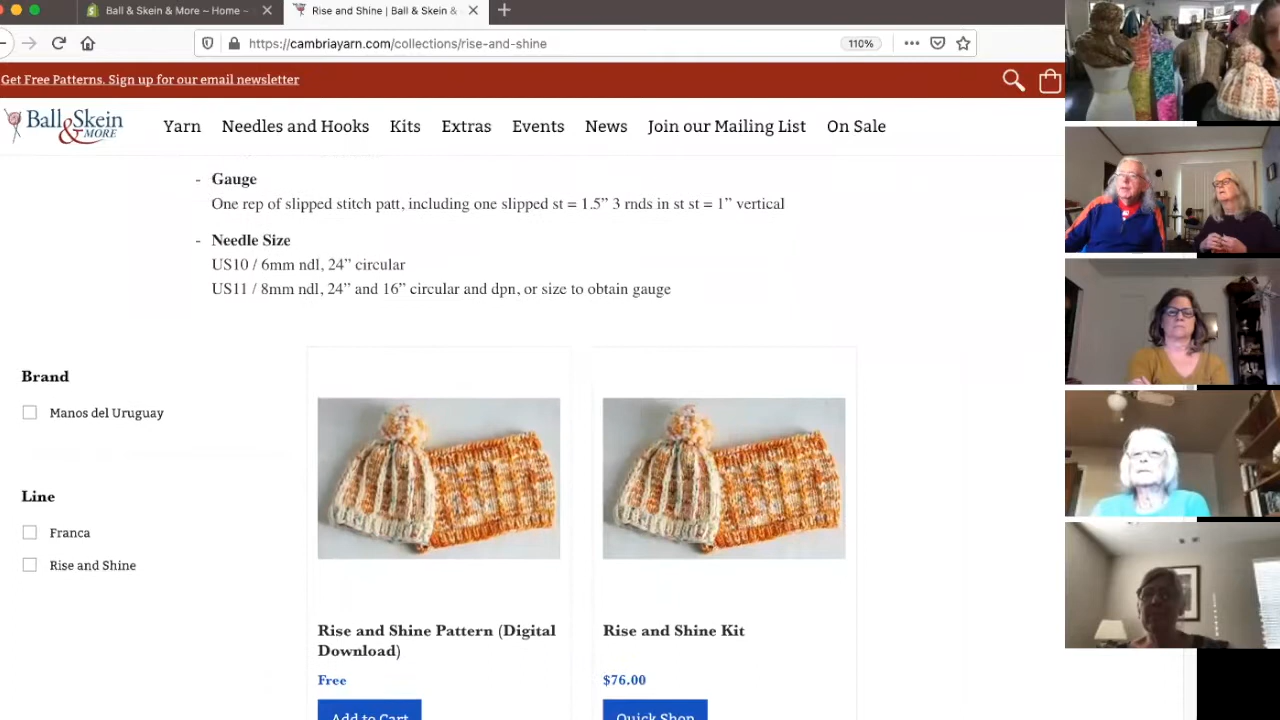 Ball & Skein & More ~ Home ~
Rise and Shine | Ball & Skein &
https://cambriayarn.com/collections/rise-and-shine
110%
Get Free Patterns. Sign up for our email newsletter
Ball & Skein
& MORE
Yarn
Needles and Hooks
Kits
Extras
Events
News
Join our Mailing List
On Sale
- Gauge
One rep of slipped stitch patt, including one slipped st = 1.5” 3 rnds in st st = 1” vertical
- Needle Size
US10 / 6mm ndl, 24” circular
US11 / 8mm ndl, 24” and 16” circular and dpn, or size to obtain gauge
Brand
Manos del Uruguay
Line
Franca
Rise and Shine
Rise and Shine Pattern (Digital
Download)
Free
Add to Cart
Rise and Shine Kit
$76.00
Quick Shop